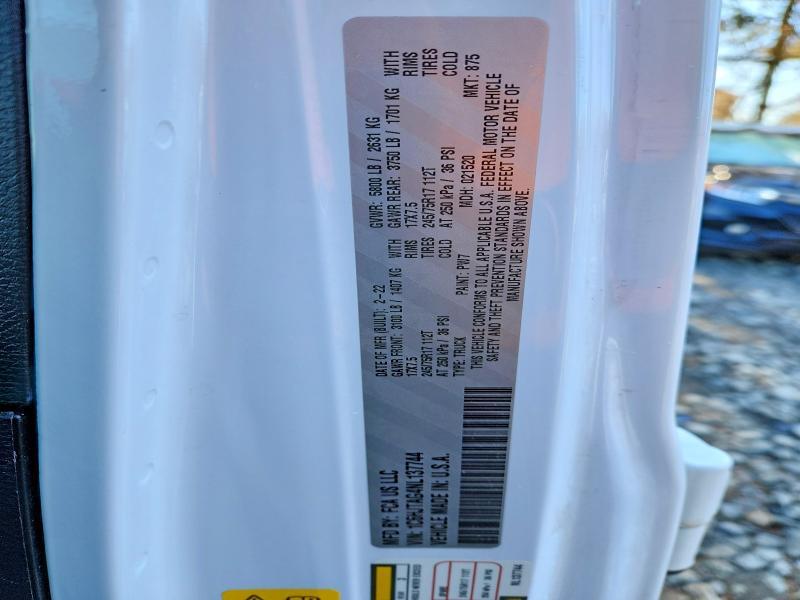 MFD BY: FCA US LLC
DATE OF MFR (BUILT): 2-22
GVWR: 5800 LB / 2631 KG
GAWR FRONT: 3100 LB / 1407 KG WITH
17X7.5 RIMS
245/75R17 112T TIRES
AT 250 kPa / 36 PSI COLD
GAWR REAR: 3750 LB / 1701 KG WITH
17X7.5 RIMS
245/75R17 112T TIRES
AT 250 kPa / 36 PSI COLD
VIN: 1C6HJTAG4NL137744
TYPE: TRUCK
PAINT: PW7
MDH: 021520
MKT: 875
VEHICLE MADE IN: U.S.A.
THIS VEHICLE CONFORMS TO ALL APPLICABLE U.S.A. FEDERAL MOTOR VEHICLE
SAFETY AND THEFT PREVENTION STANDARDS IN EFFECT ON THE DATE OF
MANUFACTURE SHOWN ABOVE.
NL137744